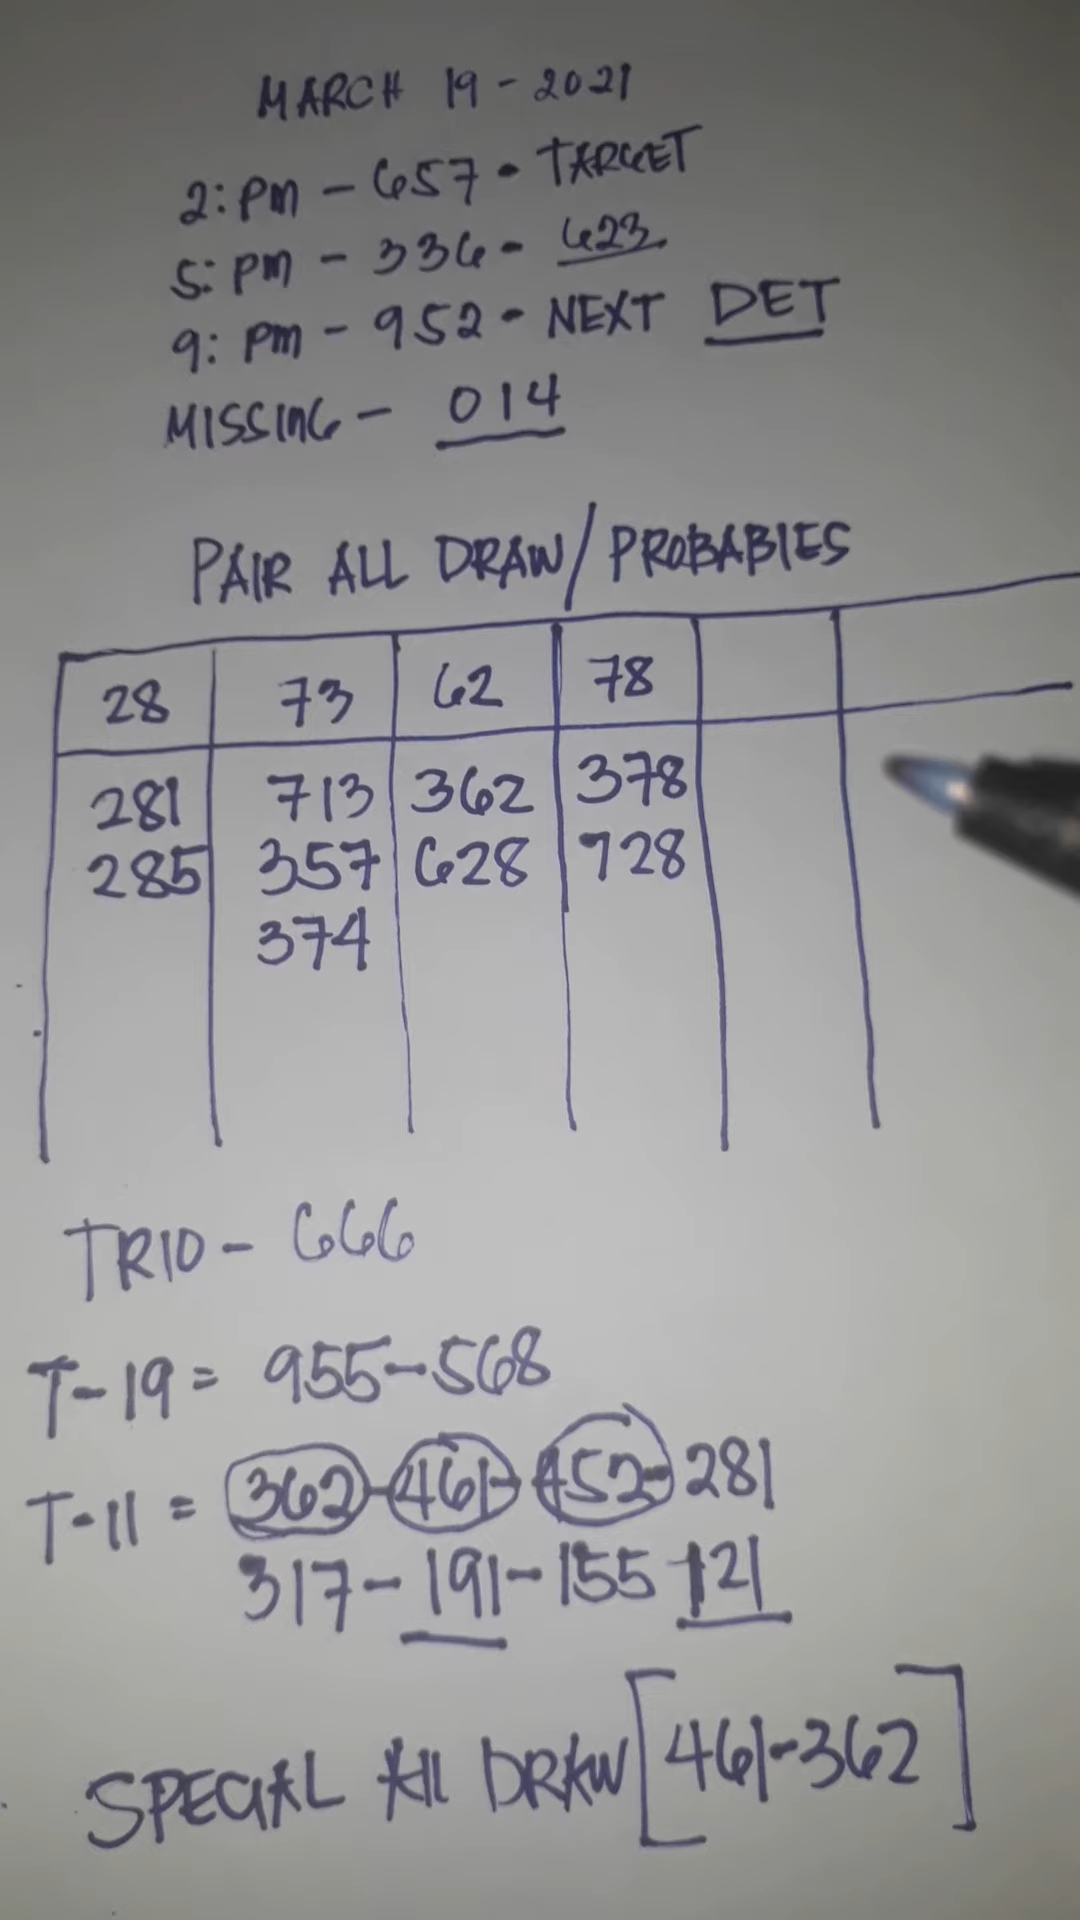 MARCH 19-2021
2:PM-657-TARGET
5:PM-336-623
9:PM-952-NEXT DET
MISSING-014
PAIR ALL DRAW/PROBABIES
28 73 62 78
281 713 362 378
285 357 628 728
374
TRIO-666
T-19=955-568
T-11=362-461-452-281
317-191-155 121
SPECIAL All DRAW[461-362]